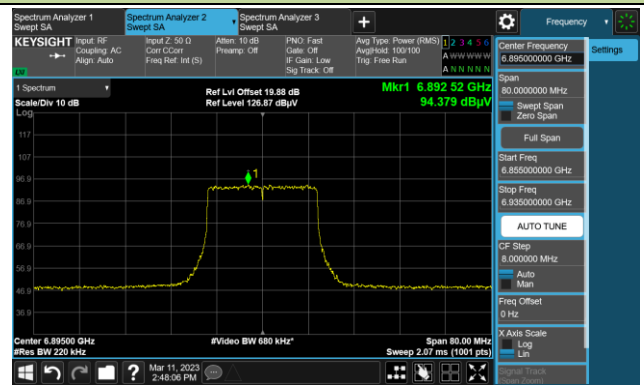 Spectrum Analyzer 1
Swept SA
Spectrum Analyzer 2
Swept SA
Spectrum Analyzer 3
Swept SA
+
Frequency
KEYSIGHT
Input: RF
Coupling: AC
Align: Auto
Input Z: 50 Ω
Corr CCorr
Freq Ref: Int (S)
Atten: 10 dB
Preamp: Off
PNO: Fast
Gate: Off
IF Gain: Low
Sig Track: Off
Avg Type: Power (RMS)
Avg|Hold: 100/100
Trig: Free Run
1 2 3 4 5 6
A W W W W W
A N N N N N
1 Spectrum
Scale/Div 10 dB
Log
Ref Lvl Offset 19.88 dB
Ref Level 126.87 dBµV
Mkr1 6.892 52 GHz
94.379 dBµV
117
107
96.9
86.9
76.9
66.9
56.9
46.9
36.9
1
Center 6.89500 GHz
#Res BW 220 kHz
#Video BW 680 kHz*
Span 80.00 MHz
Sweep 2.07 ms (1001 pts)
Center Frequency
6.895000000 GHz
Settings
Span
80.0000000 MHz
Swept Span
Zero Span
Full Span
Start Freq
6.855000000 GHz
Stop Freq
6.935000000 GHz
AUTO TUNE
CF Step
8.000000 MHz
Auto
Man
Freq Offset
0 Hz
X Axis Scale
Log
Lin
Signal Track
(Span Zoom)
?
Mar 11, 2023
2:48:06 PM